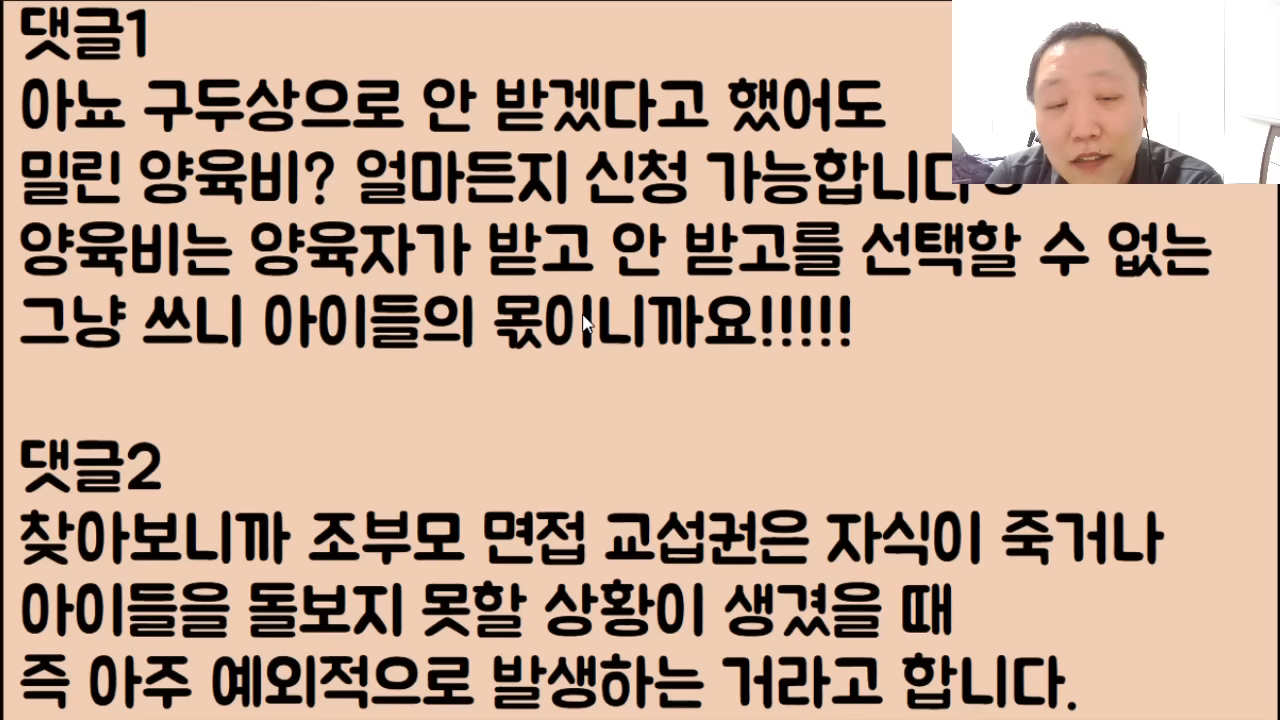 댓글1
아뇨 구두상으로 안 받겠다고 했어도
밀린 양육비? 얼마든지 신청 가능합니다
양육비는 양육자가 받고 안 받고를 선택할 수 없는
그냥 쓰니 아이들의 몫이니까요!!!!!
댓글2
찾아보니까 조부모 면접 교섭권은 자식이 죽거나
아이들을 돌보지 못할 상황이 생겼을 때
즉 아주 예외적으로 발생하는 거라고 합니다.